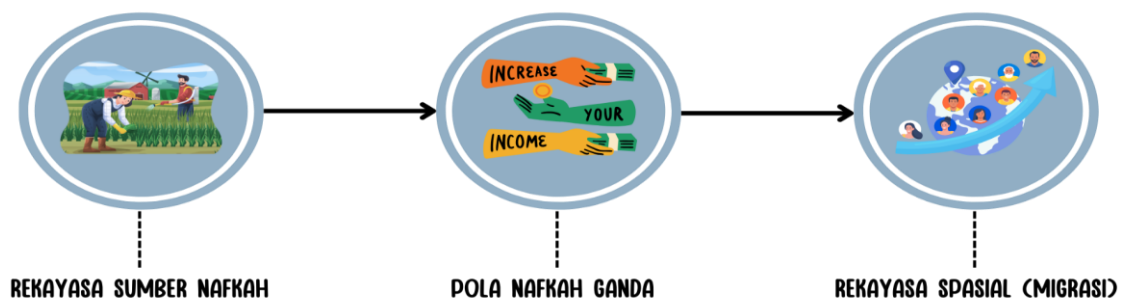 INCREASE
YOUR
INCOME
REKAYASA SUMBER NAFKAH
POLA NAFKAH GANDA
REKAYASA SPASIAL (MIGRASI)